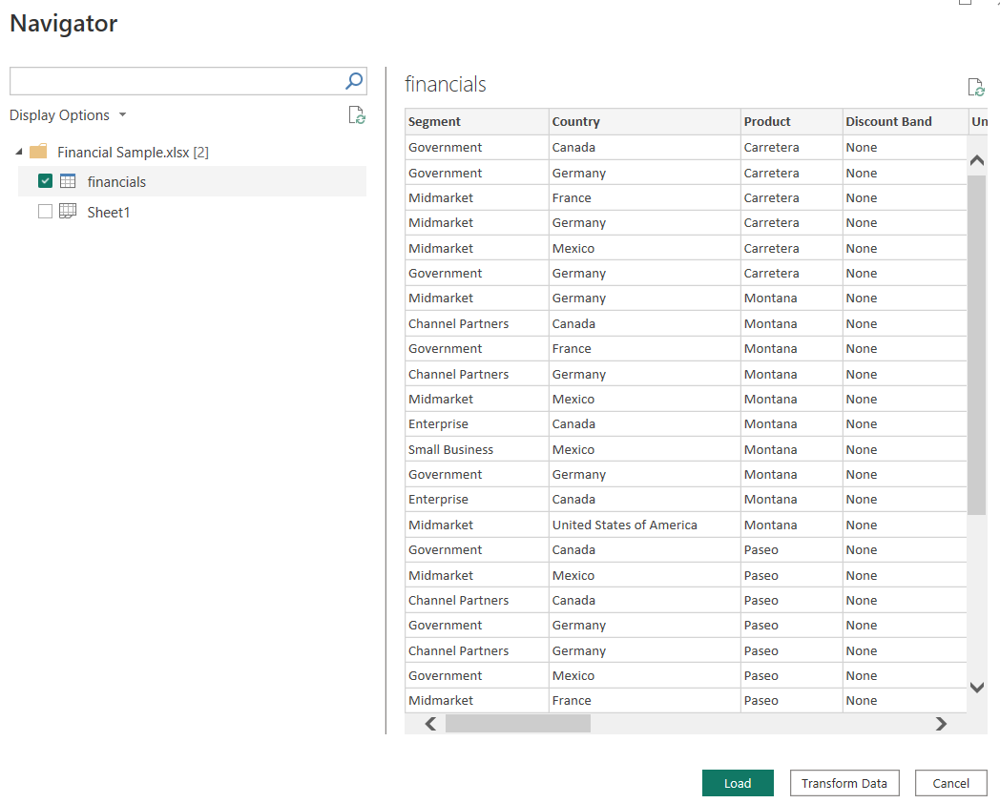 Navigator
Display Options
Financial Sample.xlsx [2]
financials
Sheet1
financials
Segment Country Product Discount Band Un
Government Canada Carretera None
Government Germany Carretera None
Midmarket France Carretera None
Midmarket Germany Carretera None
Midmarket Mexico Carretera None
Government Germany Carretera None
Midmarket Germany Montana None
Channel Partners Canada Montana None
Government France Montana None
Channel Partners Germany Montana None
Midmarket Mexico Montana None
Enterprise Canada Montana None
Small Business Mexico Montana None
Government Germany Montana None
Enterprise Canada Montana None
Midmarket United States of America Montana None
Government Canada Paseo None
Midmarket Mexico Paseo None
Channel Partners Canada Paseo None
Government Germany Paseo None
Channel Partners Germany Paseo None
Government Mexico Paseo None
Midmarket France Paseo None
Load Transform Data Cancel